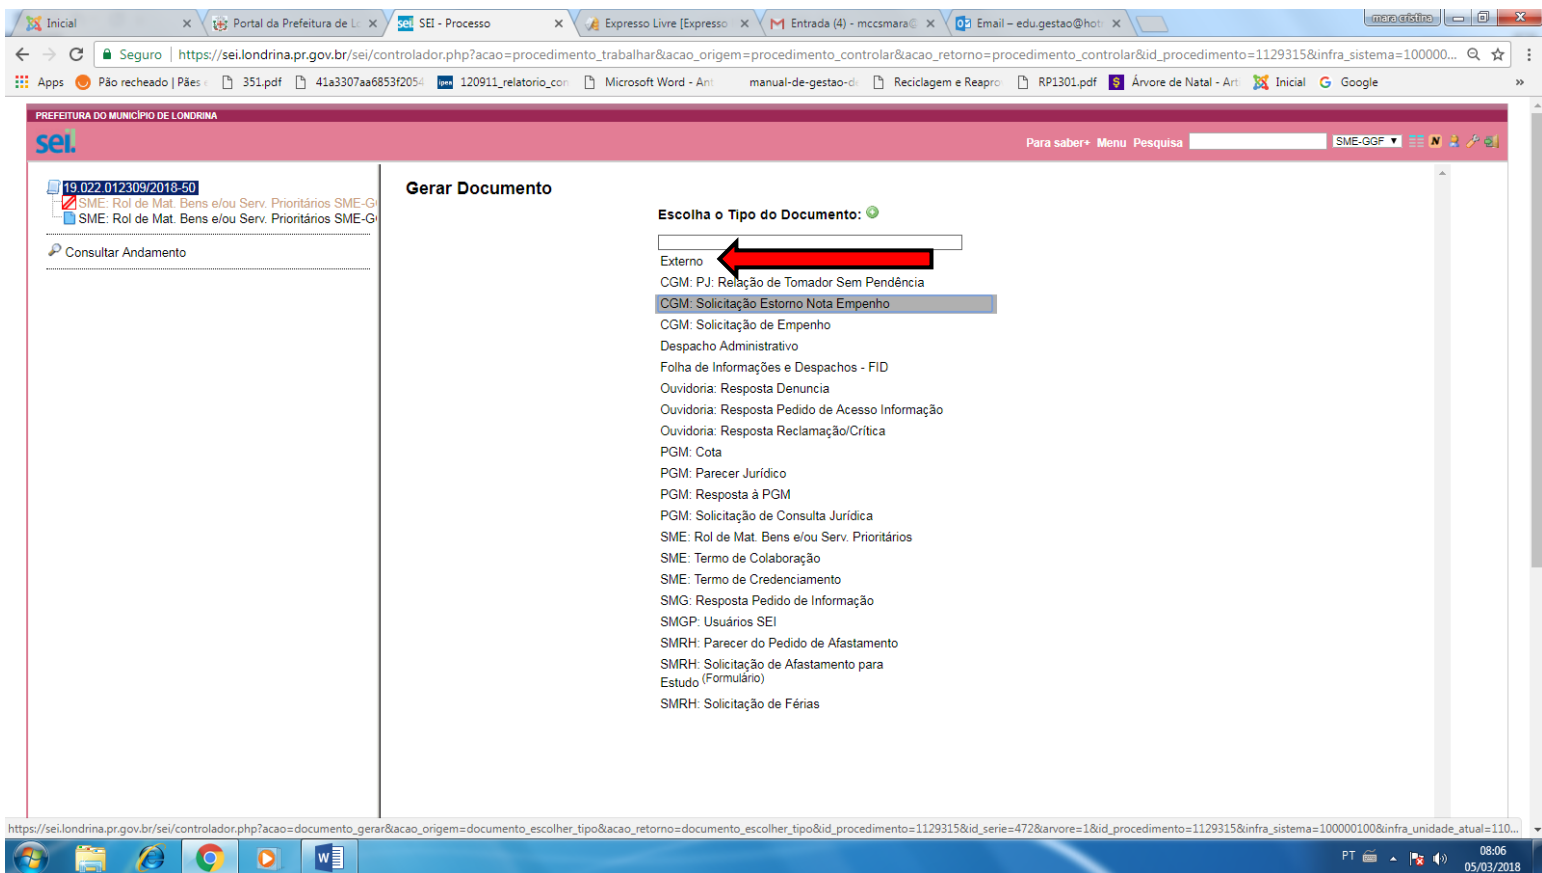 Inicial
Portal da Prefeitura de Lo
SEI - Processo
Expresso Livre [Expresso
Entrada (4) - mccsmara@
Email – edu.gestao@hotm
mara cristina
Seguro | https://sei.londrina.pr.gov.br/sei/controlador.php?acao=procedimento_trabalhar&acao_origem=procedimento_controlar&acao_retorno=procedimento_controlar&id_procedimento=1129315&infra_sistema=100000...
Apps
Pão recheado | Pães e
351.pdf
41a3307aa6853f2054
120911_relatorio_con
Microsoft Word - Ant
manual-de-gestao-de
Reciclagem e Reapro
RP1301.pdf
Árvore de Natal - Art
Inicial
Google
»
PREFEITURA DO MUNICÍPIO DE LONDRINA
sei.
Para saber+ Menu Pesquisa
SME-GGF
19.022.012309/2018-50
SME: Rol de Mat. Bens e/ou Serv. Prioritários SME-G
SME: Rol de Mat. Bens e/ou Serv. Prioritários SME-G
Consultar Andamento
Gerar Documento
Escolha o Tipo do Documento:
Externo
CGM: PJ: Relação de Tomador Sem Pendência
CGM: Solicitação Estorno Nota Empenho
CGM: Solicitação de Empenho
Despacho Administrativo
Folha de Informações e Despachos - FID
Ouvidoria: Resposta Denuncia
Ouvidoria: Resposta Pedido de Acesso Informação
Ouvidoria: Resposta Reclamação/Crítica
PGM: Cota
PGM: Parecer Jurídico
PGM: Resposta à PGM
PGM: Solicitação de Consulta Jurídica
SME: Rol de Mat. Bens e/ou Serv. Prioritários
SME: Termo de Colaboração
SME: Termo de Credenciamento
SMG: Resposta Pedido de Informação
SMGP: Usuários SEI
SMRH: Parecer do Pedido de Afastamento
SMRH: Solicitação de Afastamento para
Estudo (Formulário)
SMRH: Solicitação de Férias
https://sei.londrina.pr.gov.br/sei/controlador.php?acao=documento_gerar&acao_origem=documento_escolher_tipo&acao_retorno=documento_escolher_tipo&id_procedimento=1129315&id_serie=472&arvore=1&id_procedimento=1129315&infra_sistema=100000100&infra_unidade_atual=110...
PT
08:06
05/03/2018